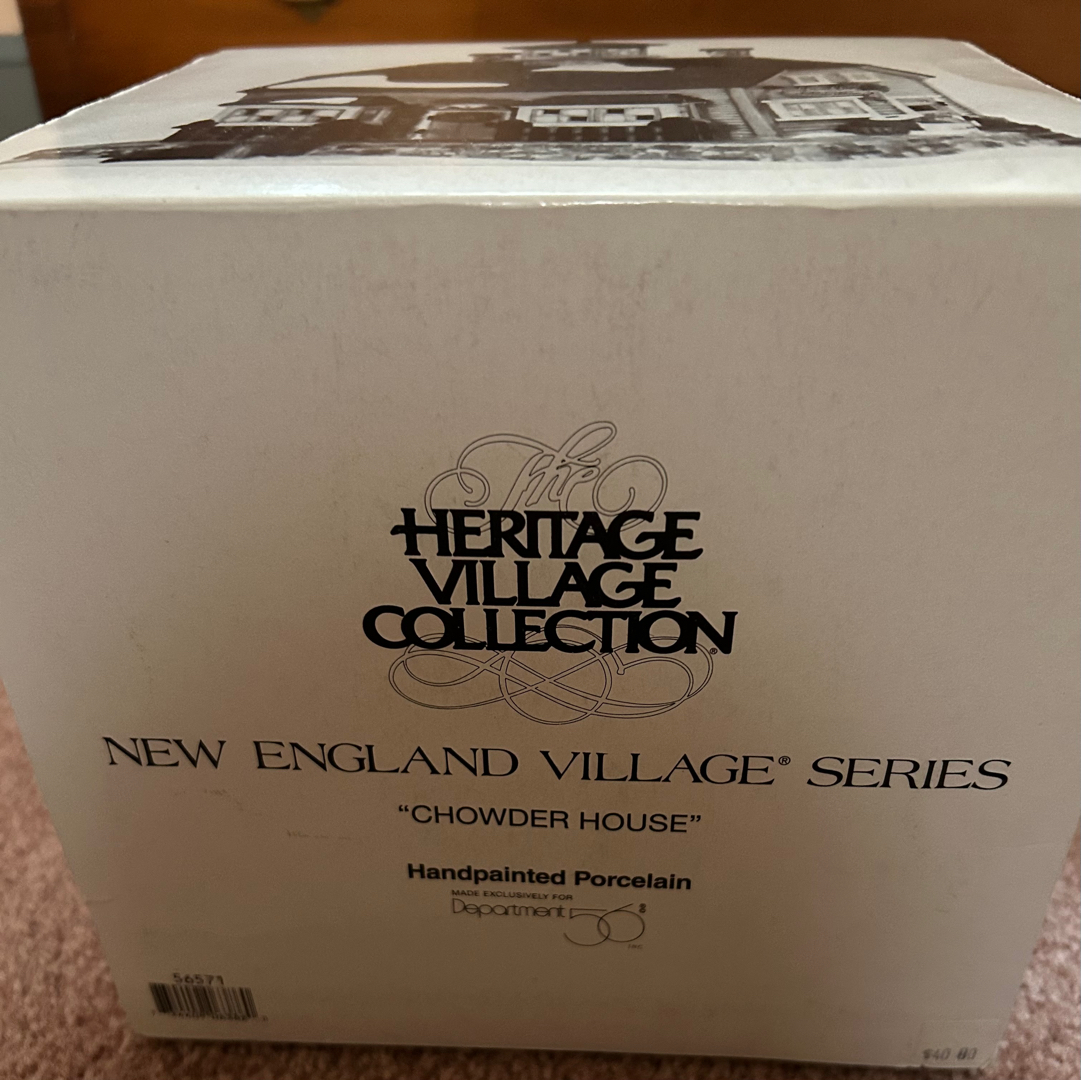 The
HERITAGE
VILLAGE
COLLECTION®
NEW ENGLAND VILLAGE® SERIES
“CHOWDER HOUSE”
Handpainted Porcelain
MADE EXCLUSIVELY FOR
Department 56®
INC.
56571
$40.00